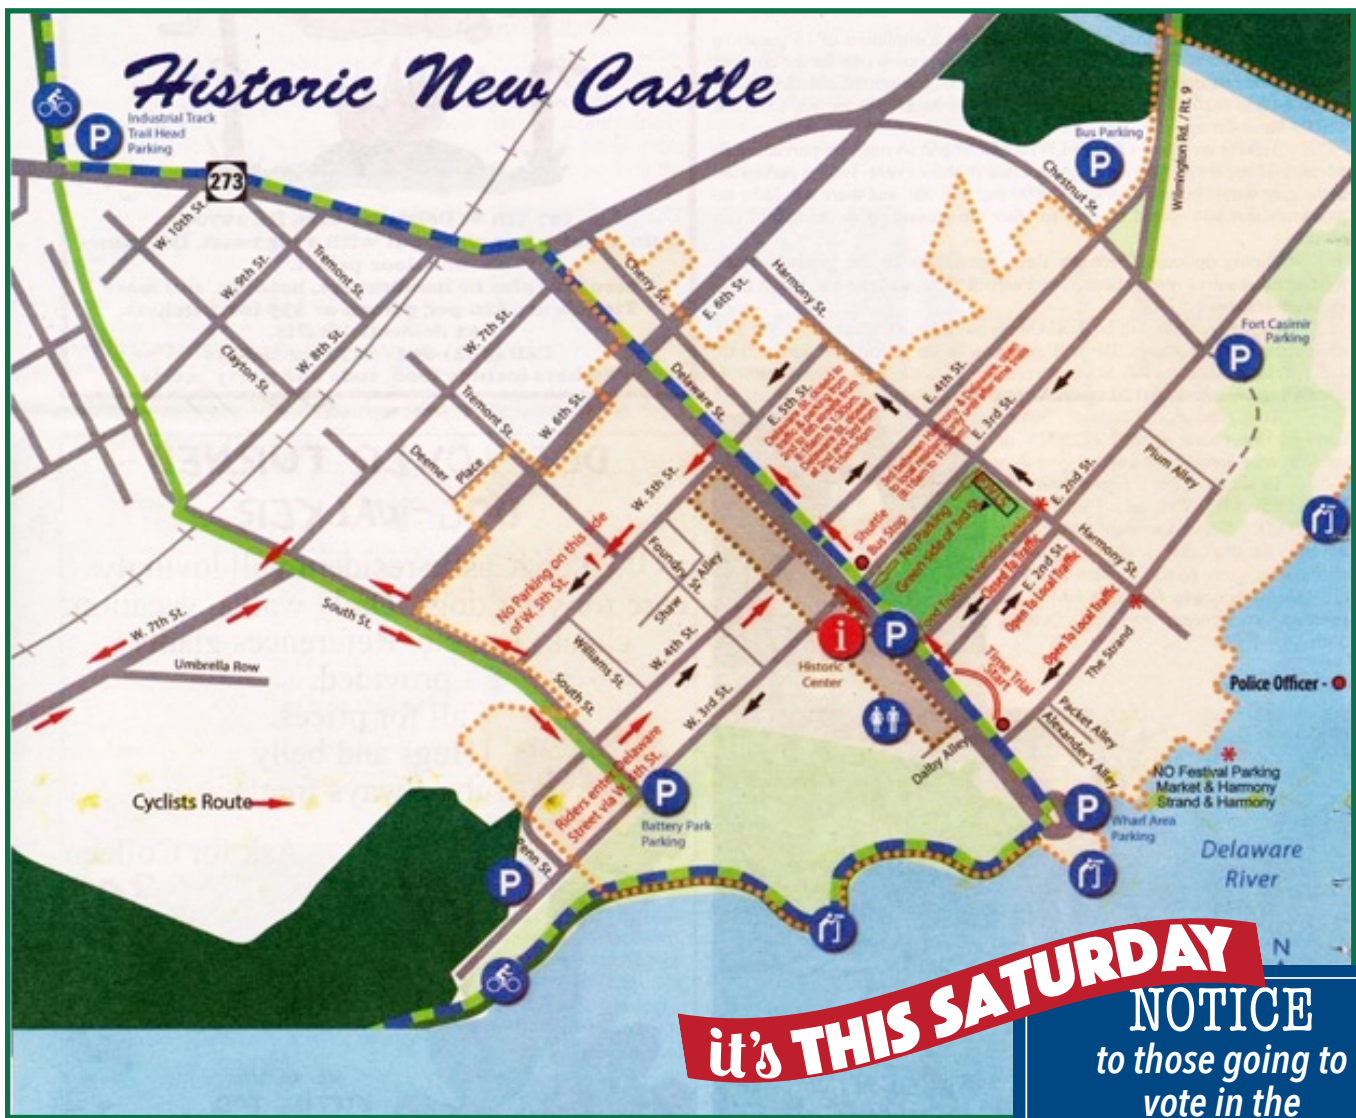 Historic New Castle
Industrial Track
Trail Head
Parking
P
273
Bus Parking
P
Wilmington Rd. / Rt. 9
Chestnut St.
W. 10th St.
Tremont St.
W. 9th St.
Cherry St.
E. 6th St.
Harmony St.
W. 8th St.
Clayton St.
W. 7th St.
Fort Casimir
Parking
P
Delaware St.
E. 5th St.
E. 4th St.
E. 3rd St.
Tremont St.
W. 6th St.
Deemer Place
Plum Alley
W. 5th St.
E. 2nd St.
Shuttle
Bus Stop
No Parking
Green side of 3rd St.
Food Trucks & Vendor Parking
Closed To Traffic
E. 2nd St.
Open To Local traffic
Harmony St.
Open To Local Traffic
The Strand
No Parking on this side
of W. 5th St.
Foundry St.
Alley
Shaw
W. 4th St.
Williams St.
South St.
W. 7th St.
Umbrella Row
South St.
W. 3rd St.
i
P
Historic
Center
Time Trial
Start
Police Officer -
Packet Alley
Alexander's Alley
Dalby Alley
*
NO Festival Parking
Market & Harmony
Strand & Harmony
Cyclists Route
Riders enter Delaware
Street via W. 4th St.
P
Battery Park
Parking
P
Wharf Area
Parking
Penn St.
P
Delaware
River
N
it's THIS SATURDAY
NOTICE
to those going to
vote in the